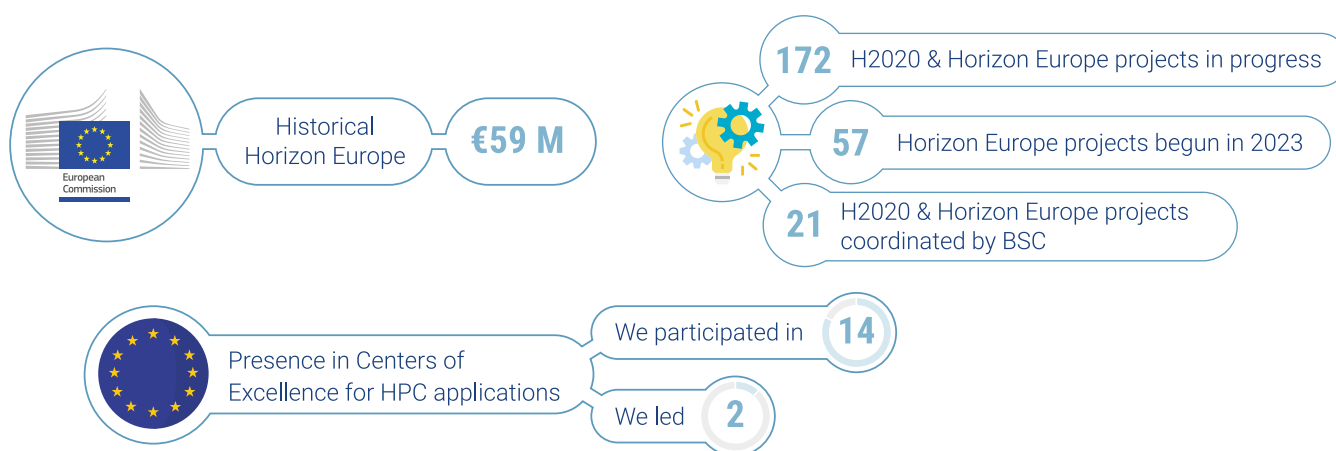 European
Commission
Historical
Horizon Europe
€59 M
172
H2020 & Horizon Europe projects in progress
57
Horizon Europe projects begun in 2023
21
H2020 & Horizon Europe projects
coordinated by BSC
Presence in Centers of
Excellence for HPC applications
We participated in
14
We led
2